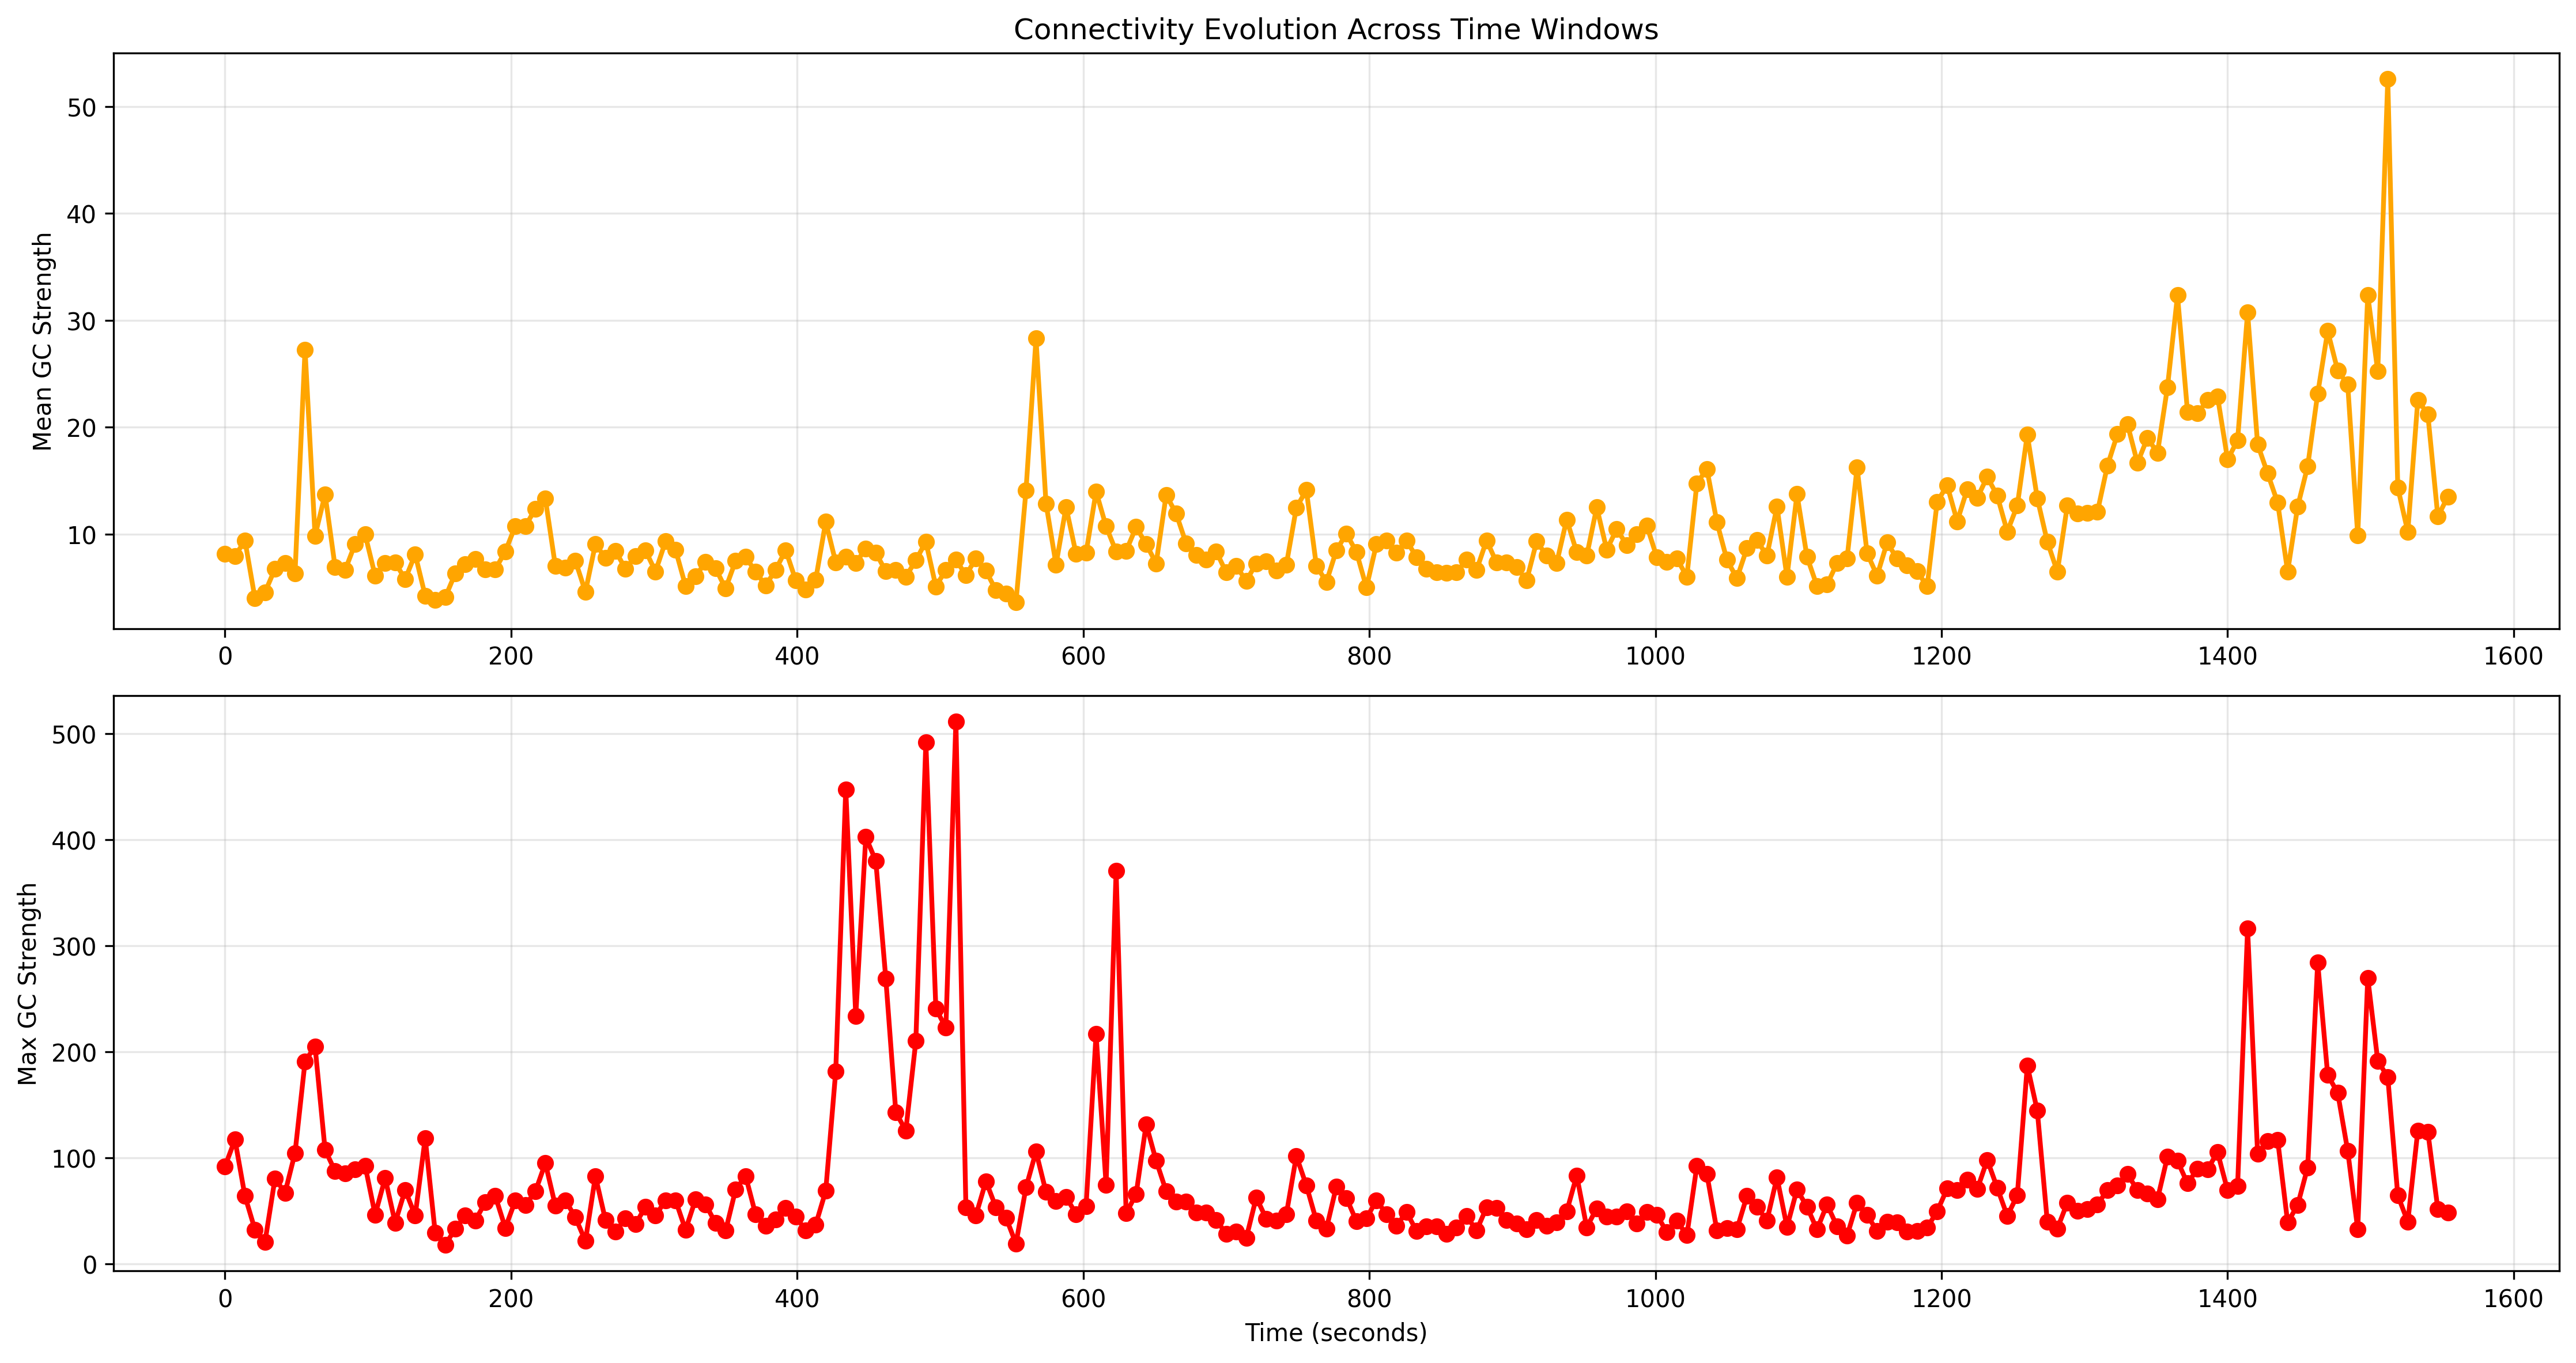 Connectivity Evolution Across Time Windows
Mean GC Strength
50
40
30
20
10
0 200 400 600 800 1000 1200 1400 1600
Max GC Strength
500
400
300
200
100
0
0 200 400 600 800 1000 1200 1400 1600
Time (seconds)